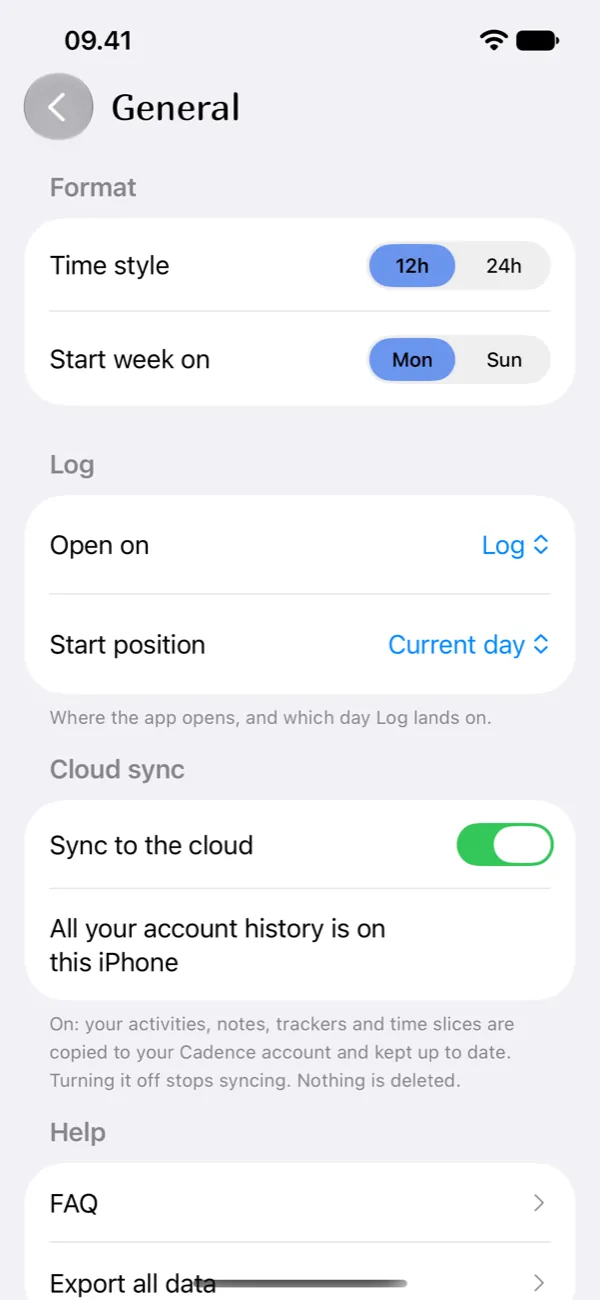 09.41
General
Format
Time style
12h
24h
Start week on
Mon
Sun
Log
Open on
Log
Start position
Current day
Where the app opens, and which day Log lands on.
Cloud sync
Sync to the cloud
All your account history is on
this iPhone
On: your activities, notes, trackers and time slices are
copied to your Cadence account and kept up to date.
Turning it off stops syncing. Nothing is deleted.
Help
FAQ
Export all data